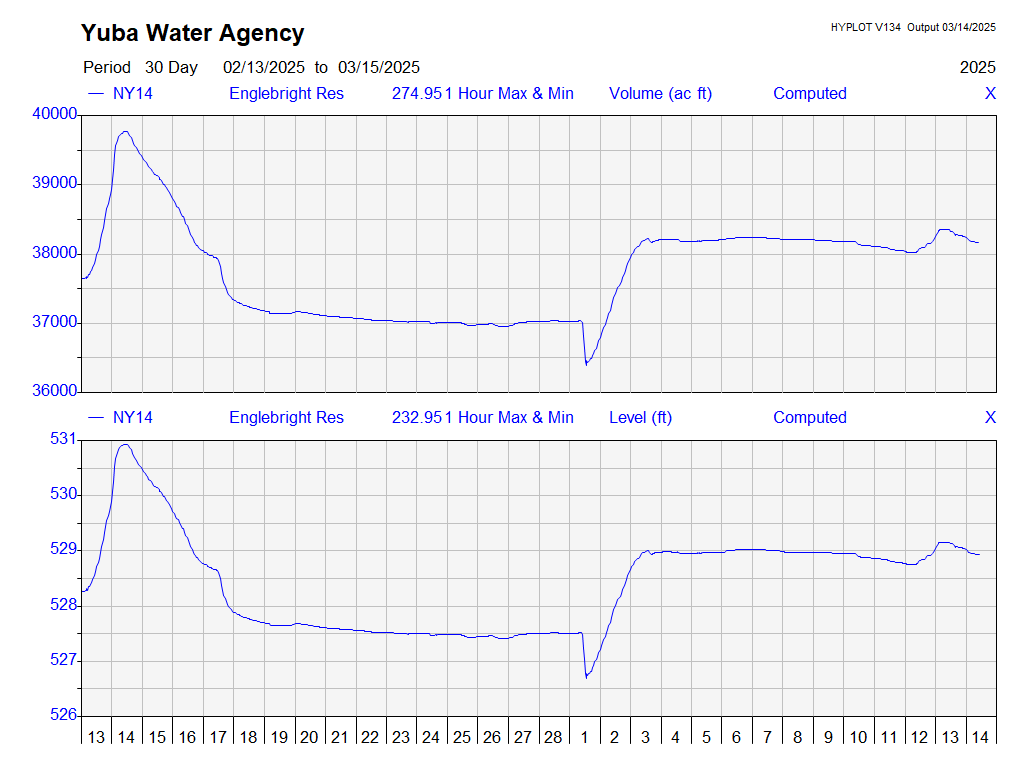 Yuba Water Agency
HYPLOT V134 Output 03/14/2025
Period 30 Day 02/13/2025 to 03/15/2025 2025
NY14 Englebright Res 274.951 Hour Max & Min Volume (ac ft) Computed X
40000
39000
38000
37000
36000
NY14 Englebright Res 232.951 Hour Max & Min Level (ft) Computed X
531
530
529
528
527
526
13 14 15 16 17 18 19 20 21 22 23 24 25 26 27 28 1 2 3 4 5 6 7 8 9 10 11 12 13 14